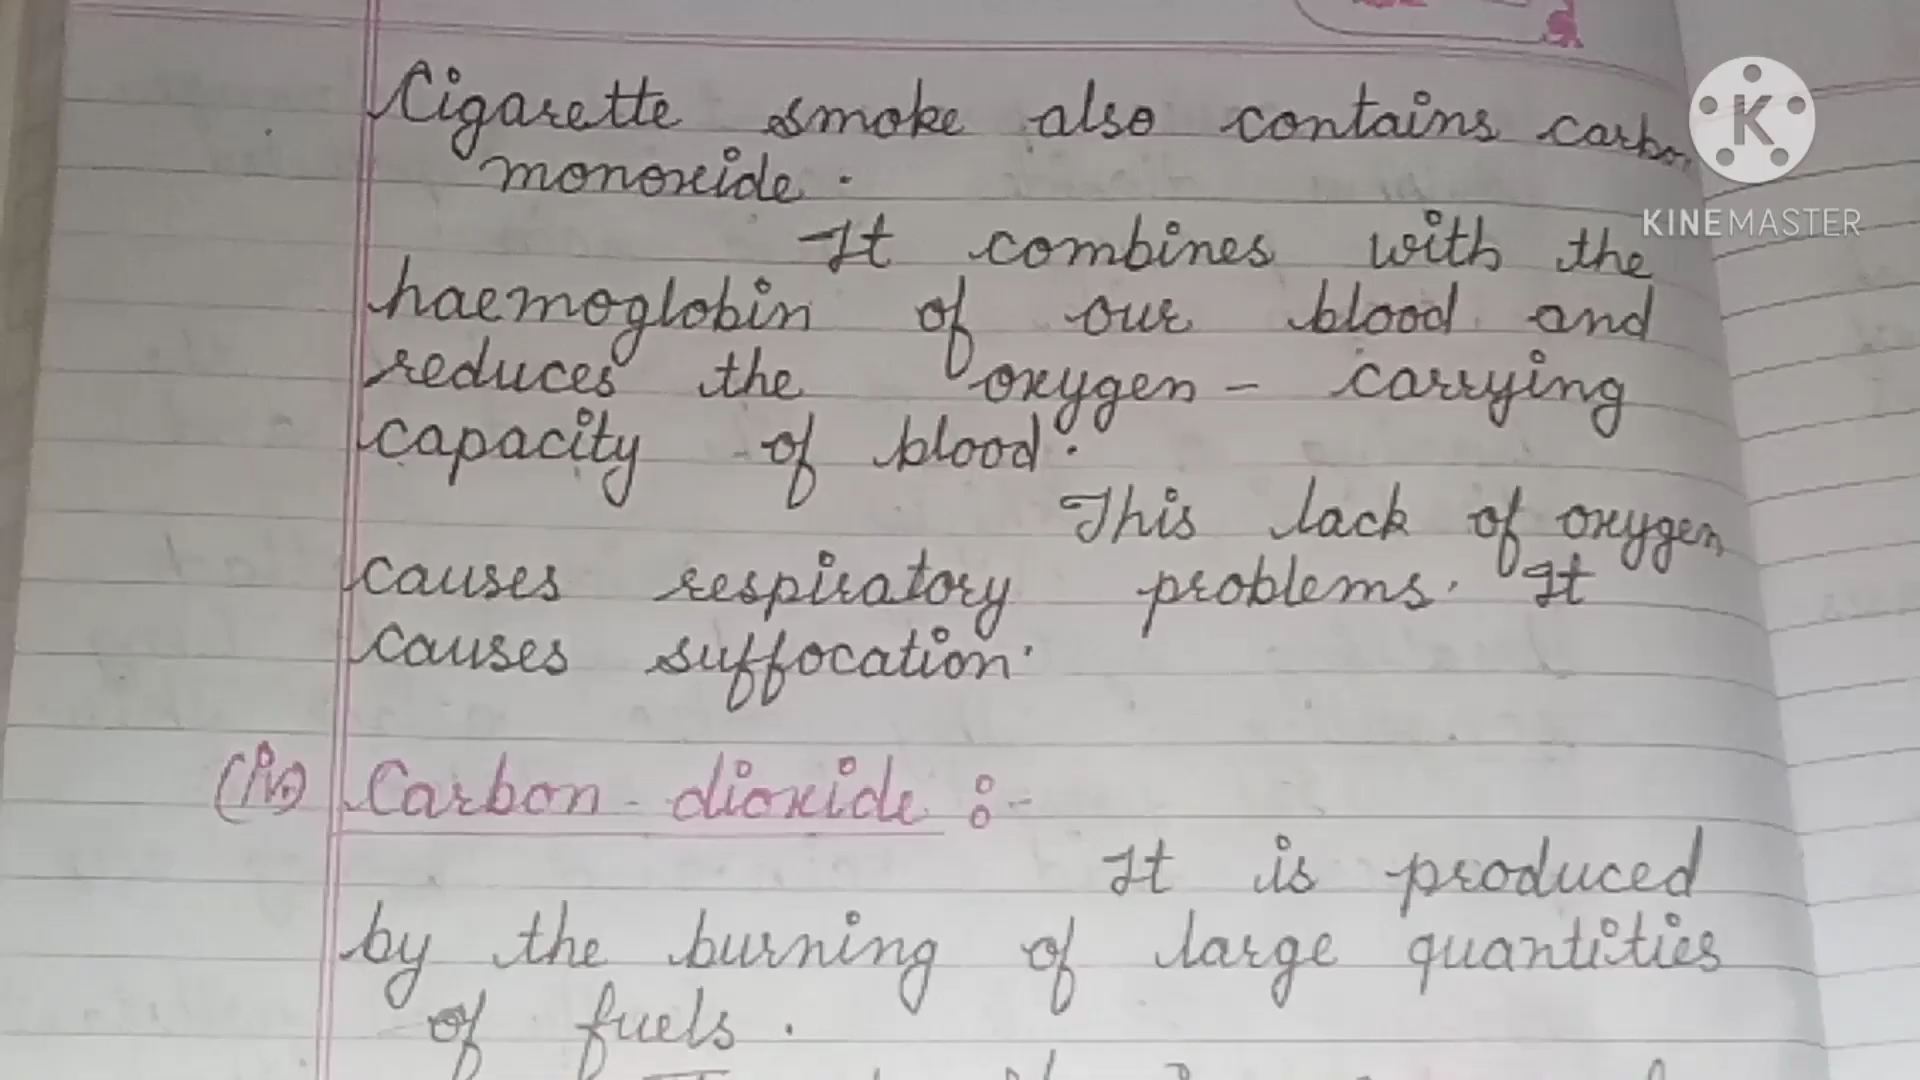 Cigarette smoke also contains carbon
monoxide.
It combines with the
haemoglobin of our blood and
reduces the oxygen - carrying
capacity of blood.
This lack of oxygen
causes respiratory problems. It
causes suffocation.
(iv) Carbon-dioxide :-
It is produced
by the burning of large quantities
of fuels.
KINEMASTER